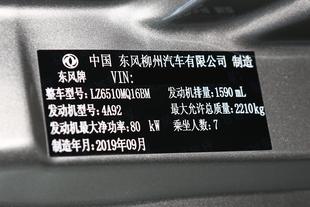 中国 东风柳州汽车有限公司 制造
东风牌 VIN:
整车型号:LZ6510MQ16BM 发动机排量:1590 mL
发动机型号:4A92 最大允许总质量:2210kg
发动机最大净功率:80 kW 乘坐人数:7
制造年月:2019年09月